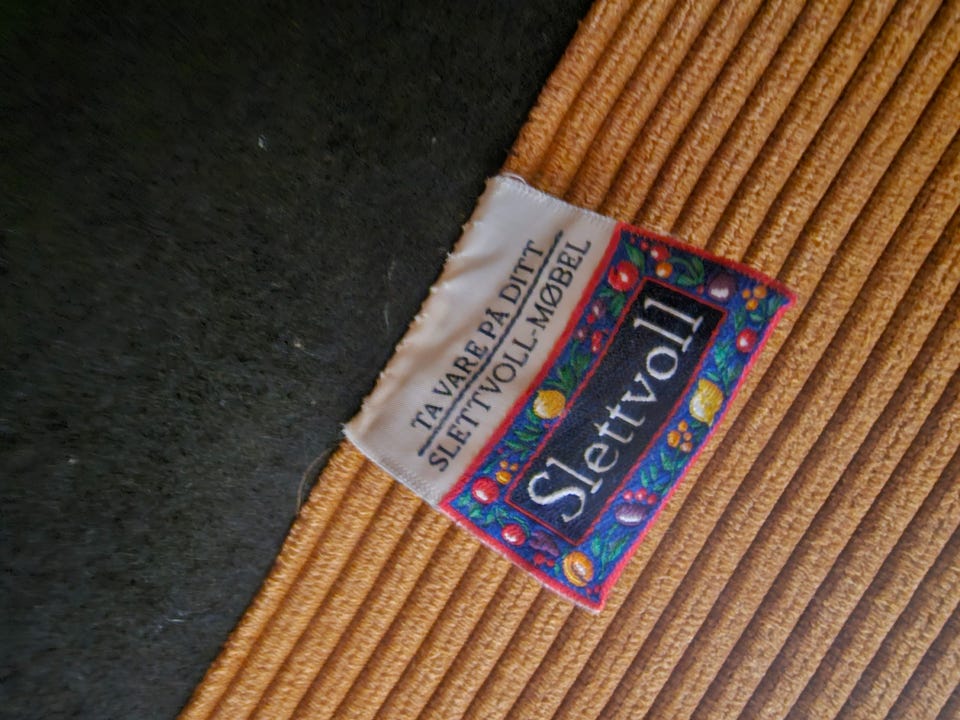 TA VARE PÅ DITT
SLETTVOLL-MØBEL
Slettvoll